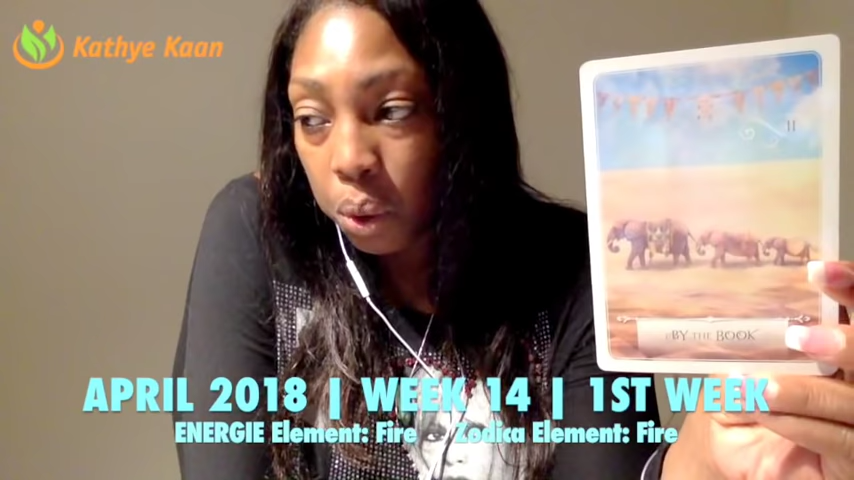 Kathye Kaan
11
BY THE BOOK
APRIL 2018 | WEEK 14 | 1ST WEEK
ENERGIE Element: Fire | Zodica Element: Fire